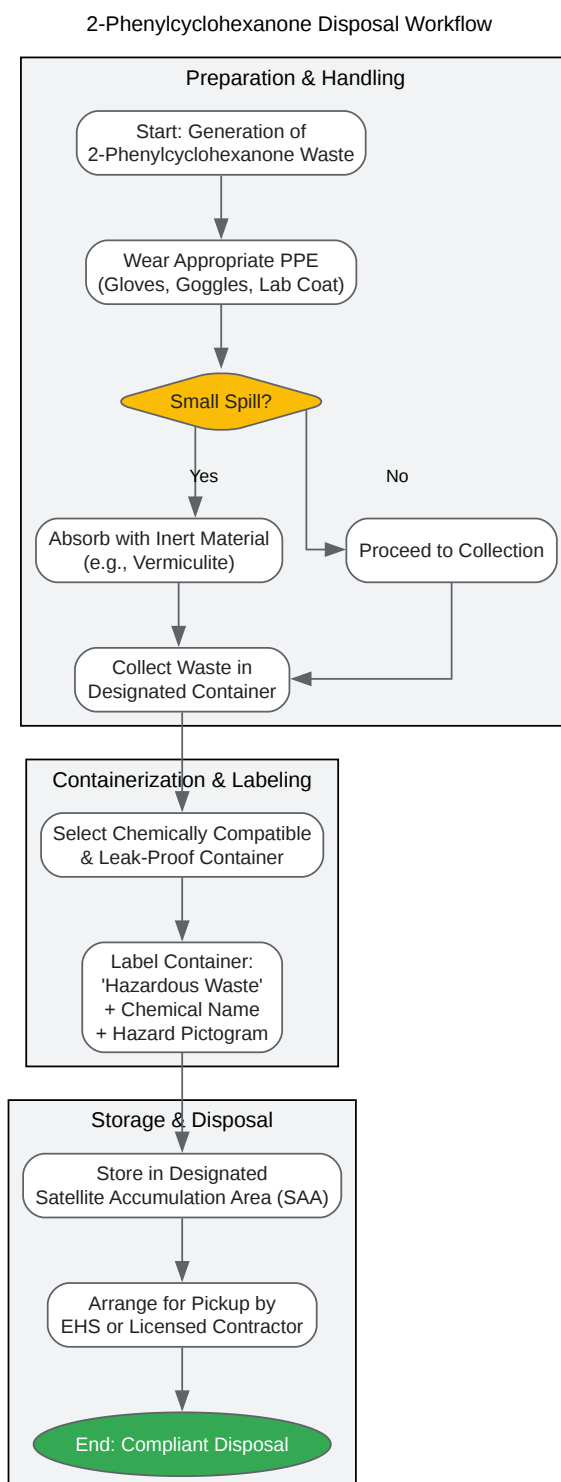 2-Phenylcyclohexanone Disposal Workflow
Preparation & Handling
Start: Generation of
2-Phenylcyclohexanone Waste
Wear Appropriate PPE
(Gloves, Goggles, Lab Coat)
Small Spill?
Yes
No
Absorb with Inert Material
(e.g., Vermiculite)
Proceed to Collection
Collect Waste in
Designated Container
Containerization & Labeling
Select Chemically Compatible
& Leak-Proof Container
Label Container:
'Hazardous Waste'
+ Chemical Name
+ Hazard Pictogram
Storage & Disposal
Store in Designated
Satellite Accumulation Area (SAA)
Arrange for Pickup by
EHS or Licensed Contractor
End: Compliant Disposal